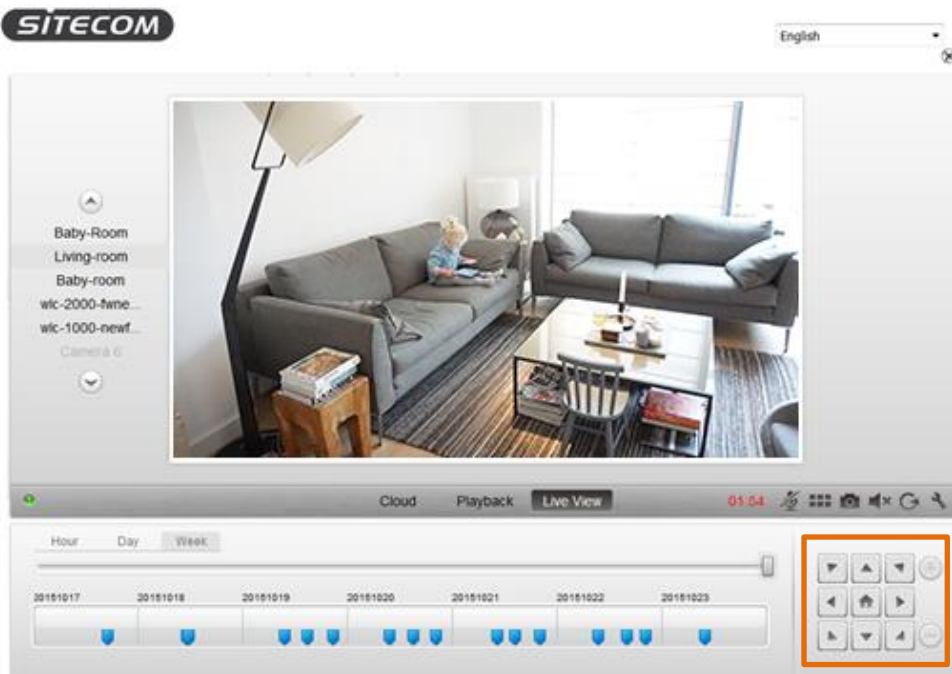 SITECOM
English
Baby-Room
Living-room
Baby-room
wlc-2000-fwne...
wlc-1000-newf...
Camera 6
Cloud Playback Live View 01:54
Hour Day Week
20151017 20151018 20151019 20151020 20151021 20151022 20151023